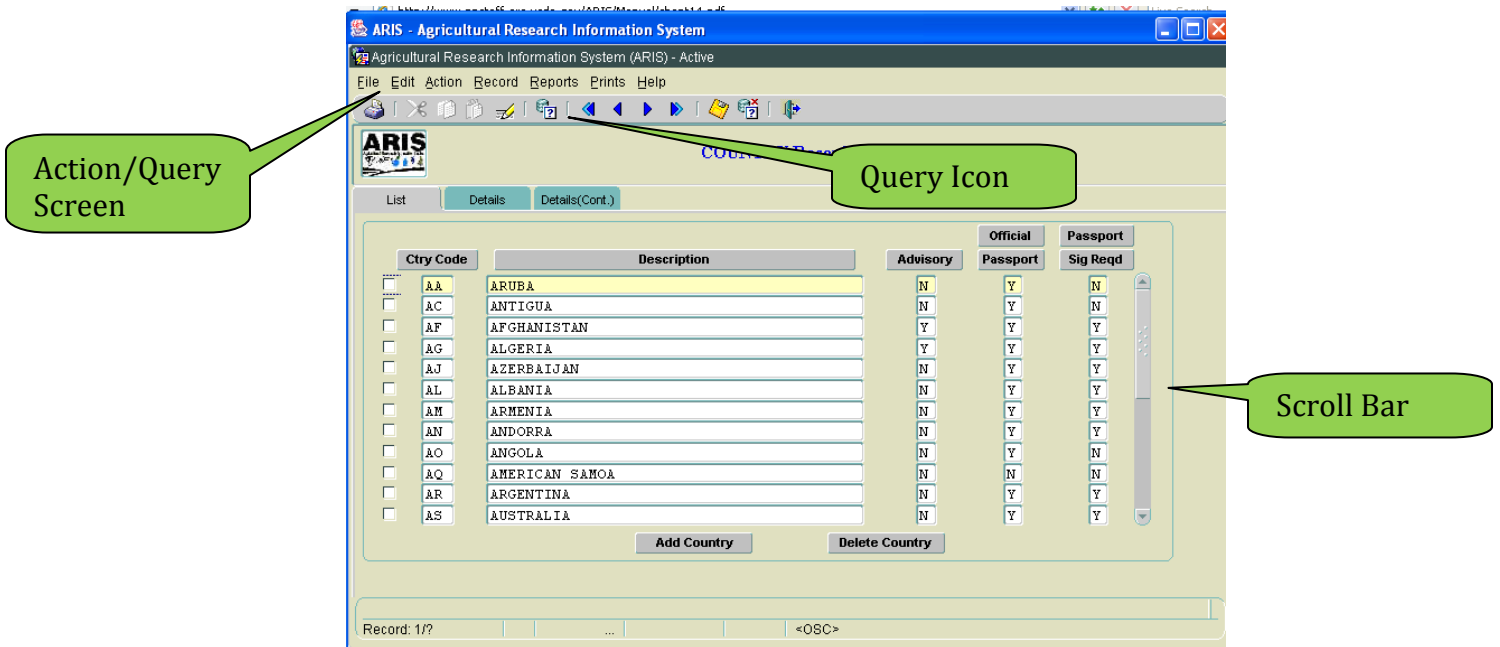 ARIS - Agricultural Research Information System
Agricultural Research Information System (ARIS) - Active
File Edit Action Record Reports Prints Help
ARIS
Action/Query
Screen
Query Icon
List Details Details(Cont.)
Official Passport
Ctry Code Description Advisory Passport Sig Reqd
AA ARUBA N Y N
AC ANTIGUA N Y N
AF AFGHANISTAN Y Y Y
AG ALGERIA Y Y Y
AJ AZERBAIJAN N Y Y
AL ALBANIA N Y Y
AM ARMENIA N Y Y
AN ANDORRA N Y Y
AO ANGOLA N Y N
AQ AMERICAN SAMOA N N N
AR ARGENTINA N Y Y
AS AUSTRALIA N Y Y
Scroll Bar
Add Country Delete Country
Record: 1/? ... <OSC>